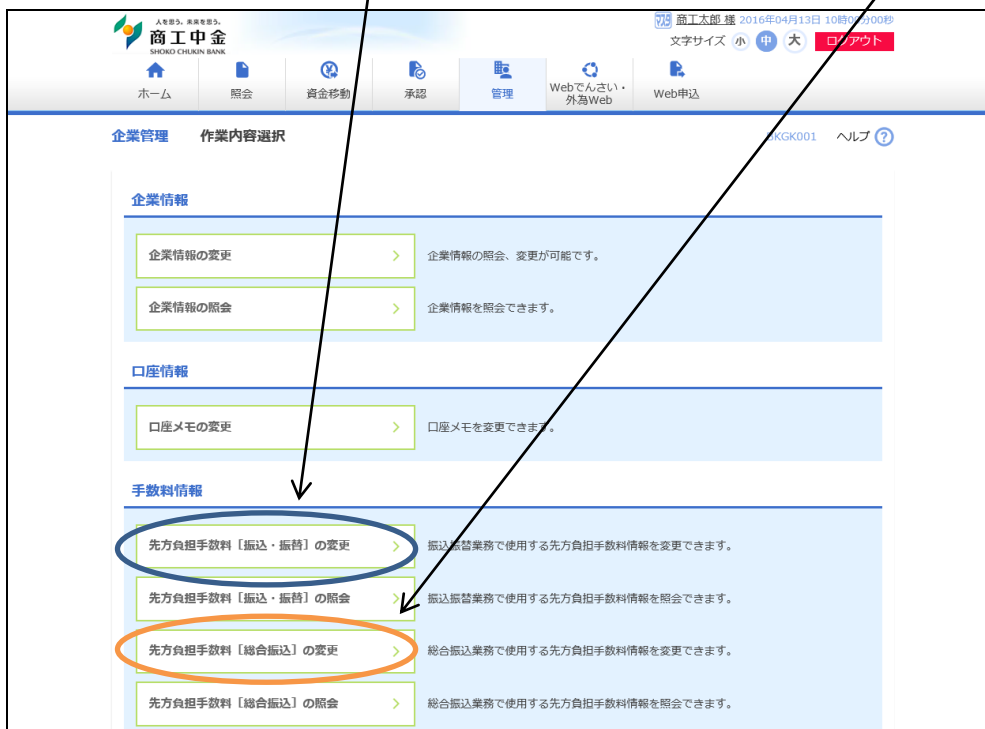 人を思う。未来を思う。
商工中金
SHOKO CHUKIN BANK
マスタ 商工太郎 様 2016年04月13日 10時00分00秒
文字サイズ 小 中 大 ログアウト
ホーム 照会 資金移動 承認 管理 Webでんさい・外為Web Web申込
企業管理 作業内容選択 BKGK001 ヘルプ ?
企業情報
企業情報の変更 企業情報の照会、変更が可能です。
企業情報の照会 企業情報を照会できます。
口座情報
口座メモの変更 口座メモを変更できます。
手数料情報
先方負担手数料［振込・振替］の変更 振込振替業務で使用する先方負担手数料情報を変更できます。
先方負担手数料［振込・振替］の照会 振込振替業務で使用する先方負担手数料情報を照会できます。
先方負担手数料［総合振込］の変更 総合振込業務で使用する先方負担手数料情報を変更できます。
先方負担手数料［総合振込］の照会 総合振込業務で使用する先方負担手数料情報を照会できます。